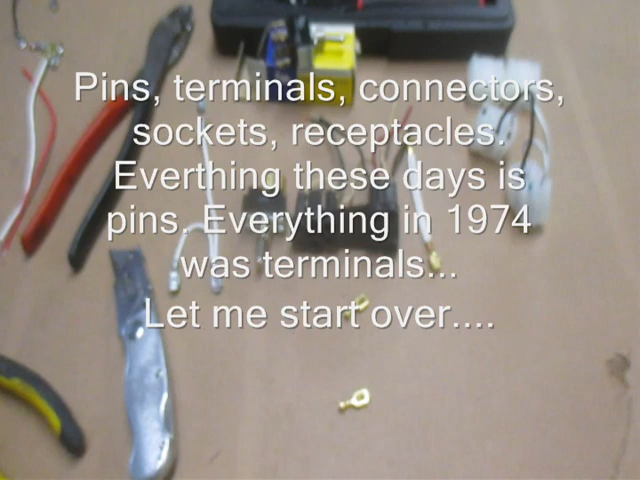 Pins, terminals, connectors,
sockets, receptacles.
Everthing these days is
pins. Everything in 1974
was terminals...
Let me start over....